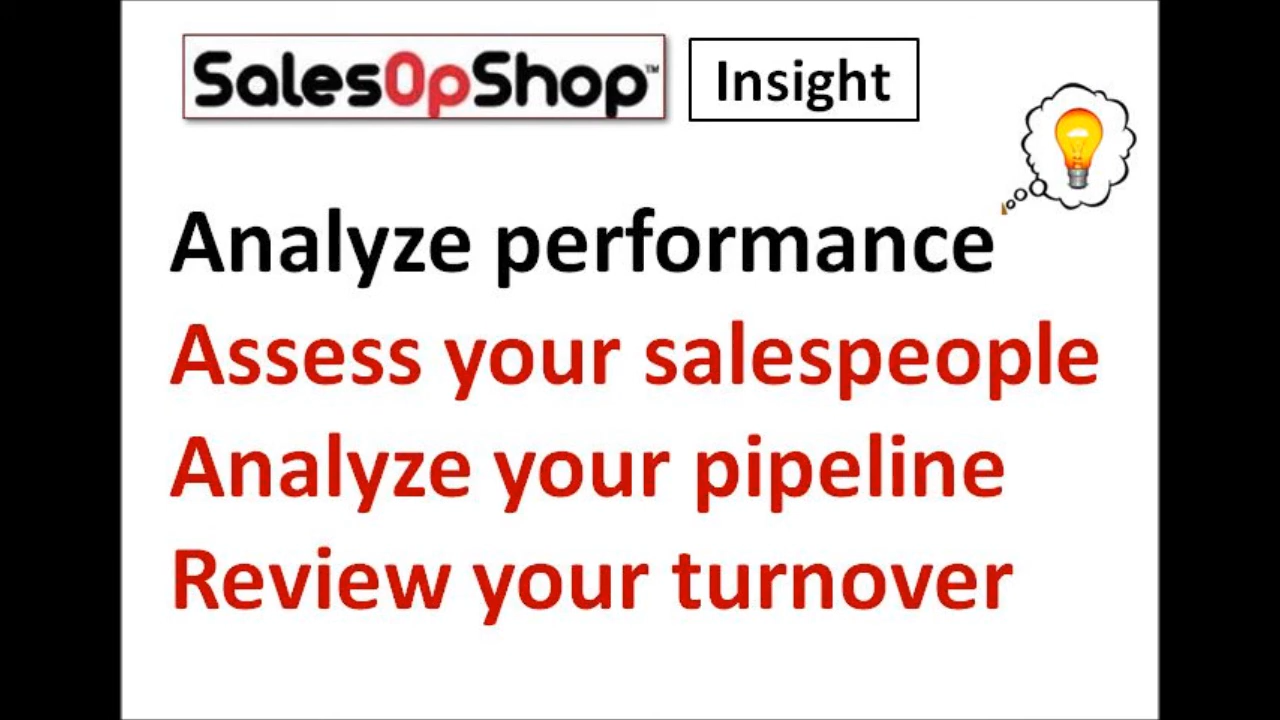 SalesOpShop™ Insight
Analyze performance
Assess your salespeople
Analyze your pipeline
Review your turnover